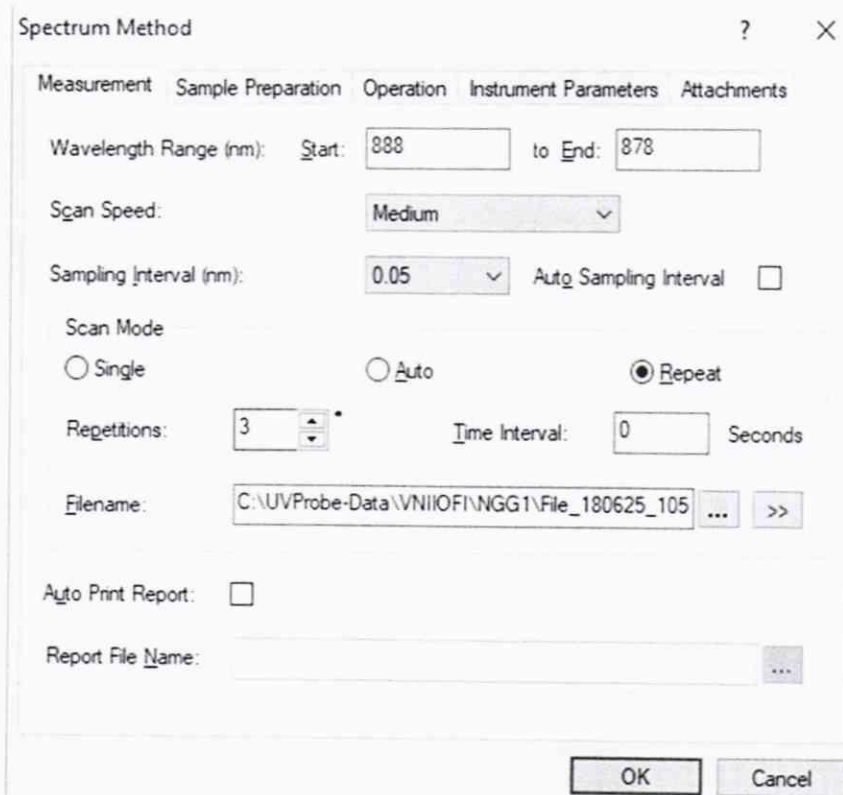 Spectrum Method ? ×
Measurement Sample Preparation Operation Instrument Parameters Attachments
Wavelength Range (nm): Start: 888 to End: 878
Scan Speed: Medium
Sampling Interval (nm): 0.05 Auto Sampling Interval
Scan Mode
Single Auto Repeat
Repetitions: 3 Time Interval: 0 Seconds
Filename: C:\UVProbe-Data\VNIIOFI\NGG1\File_180625_105 ... >>
Auto Print Report:
Report File Name: ...
OK Cancel